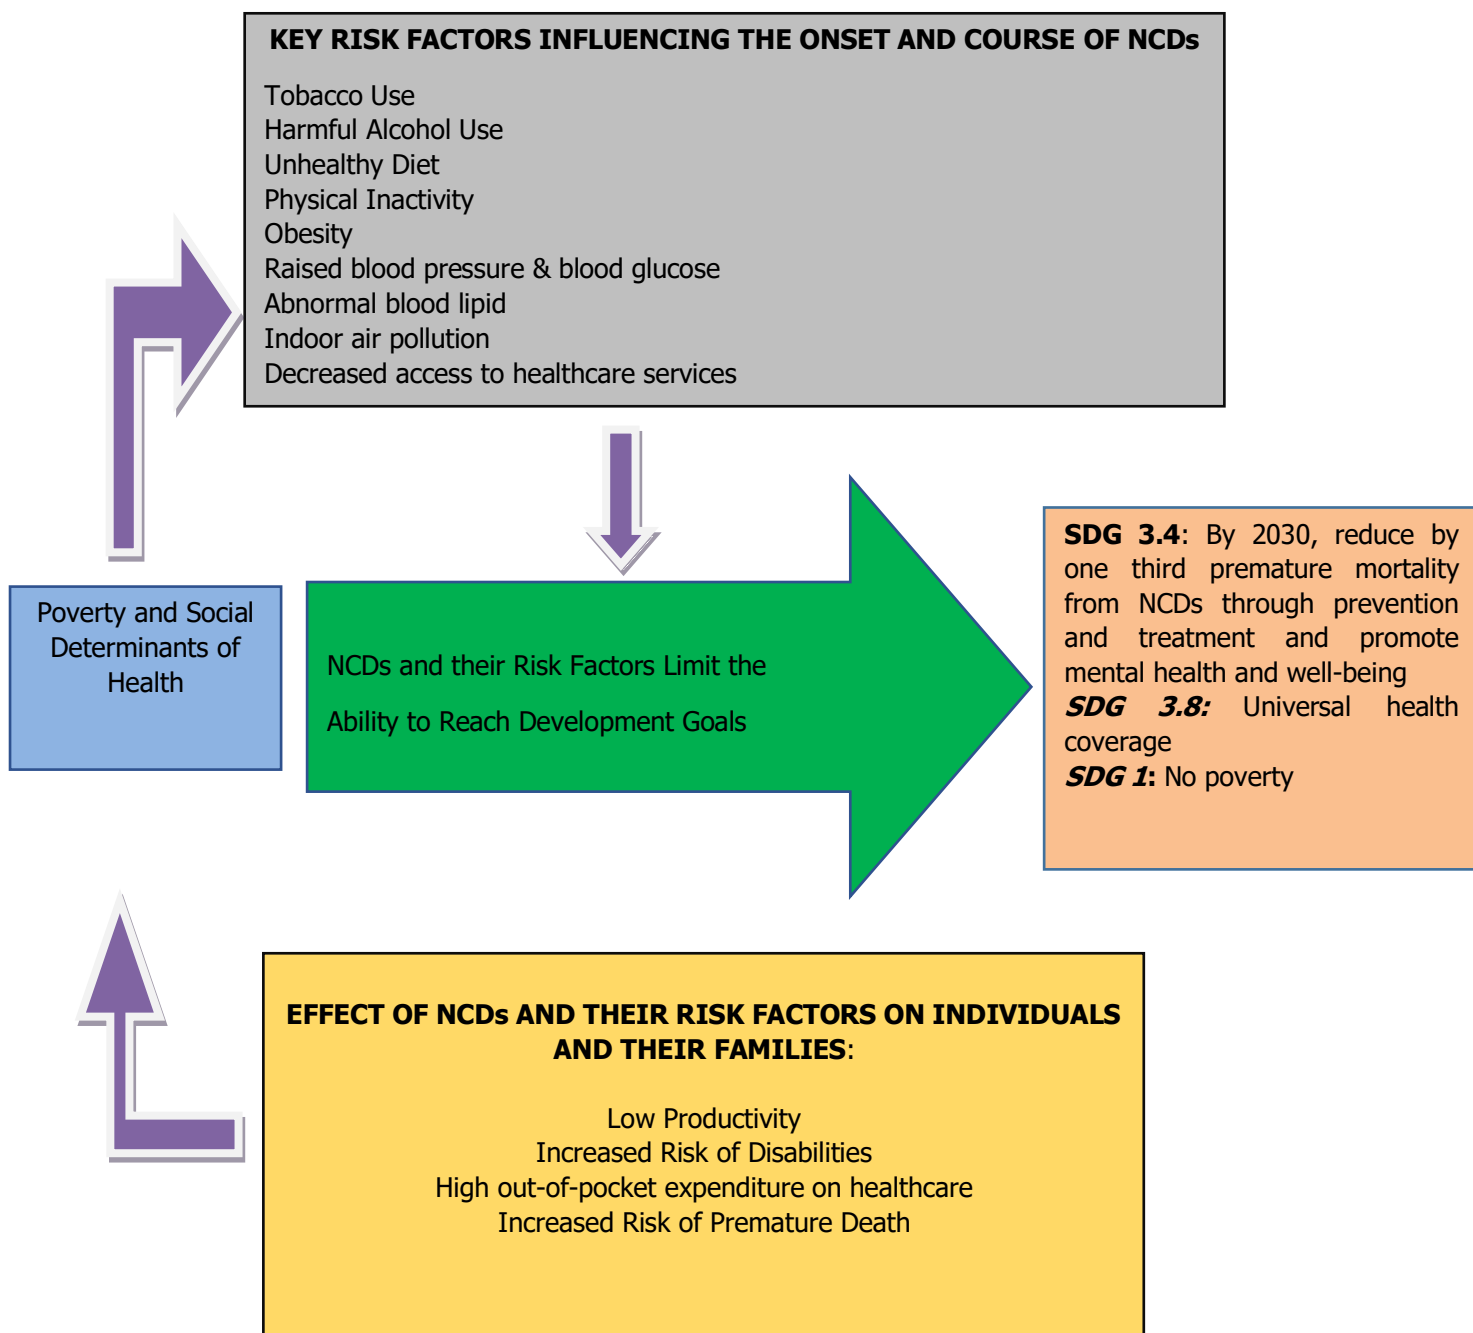 KEY RISK FACTORS INFLUENCING THE ONSET AND COURSE OF NCDs
Tobacco Use
Harmful Alcohol Use
Unhealthy Diet
Physical Inactivity
Obesity
Raised blood pressure & blood glucose
Abnormal blood lipid
Indoor air pollution
Decreased access to healthcare services
Poverty and Social
Determinants of
Health
NCDs and their Risk Factors Limit the
Ability to Reach Development Goals
SDG 3.4: By 2030, reduce by
one third premature mortality
from NCDs through prevention
and treatment and promote
mental health and well-being
SDG 3.8: Universal health
coverage
SDG 1: No poverty
EFFECT OF NCDs AND THEIR RISK FACTORS ON INDIVIDUALS
AND THEIR FAMILIES:
Low Productivity
Increased Risk of Disabilities
High out-of-pocket expenditure on healthcare
Increased Risk of Premature Death